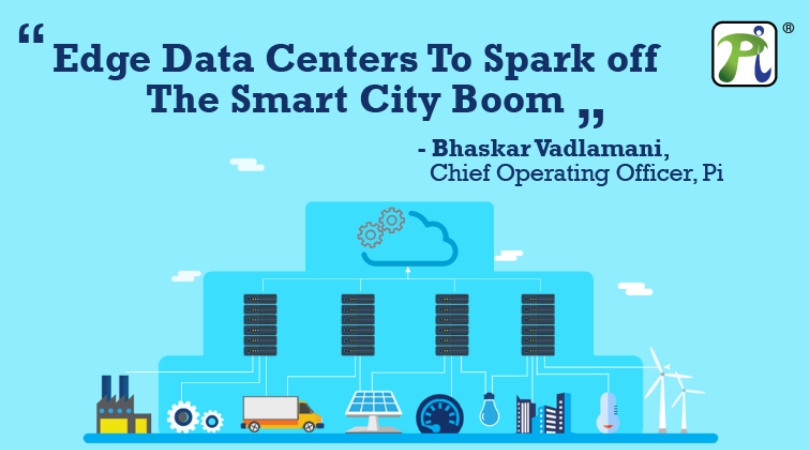 “ Edge Data Centers To Spark off
The Smart City Boom „
- Bhaskar Vadlamani,
Chief Operating Officer, Pi
Pi ®